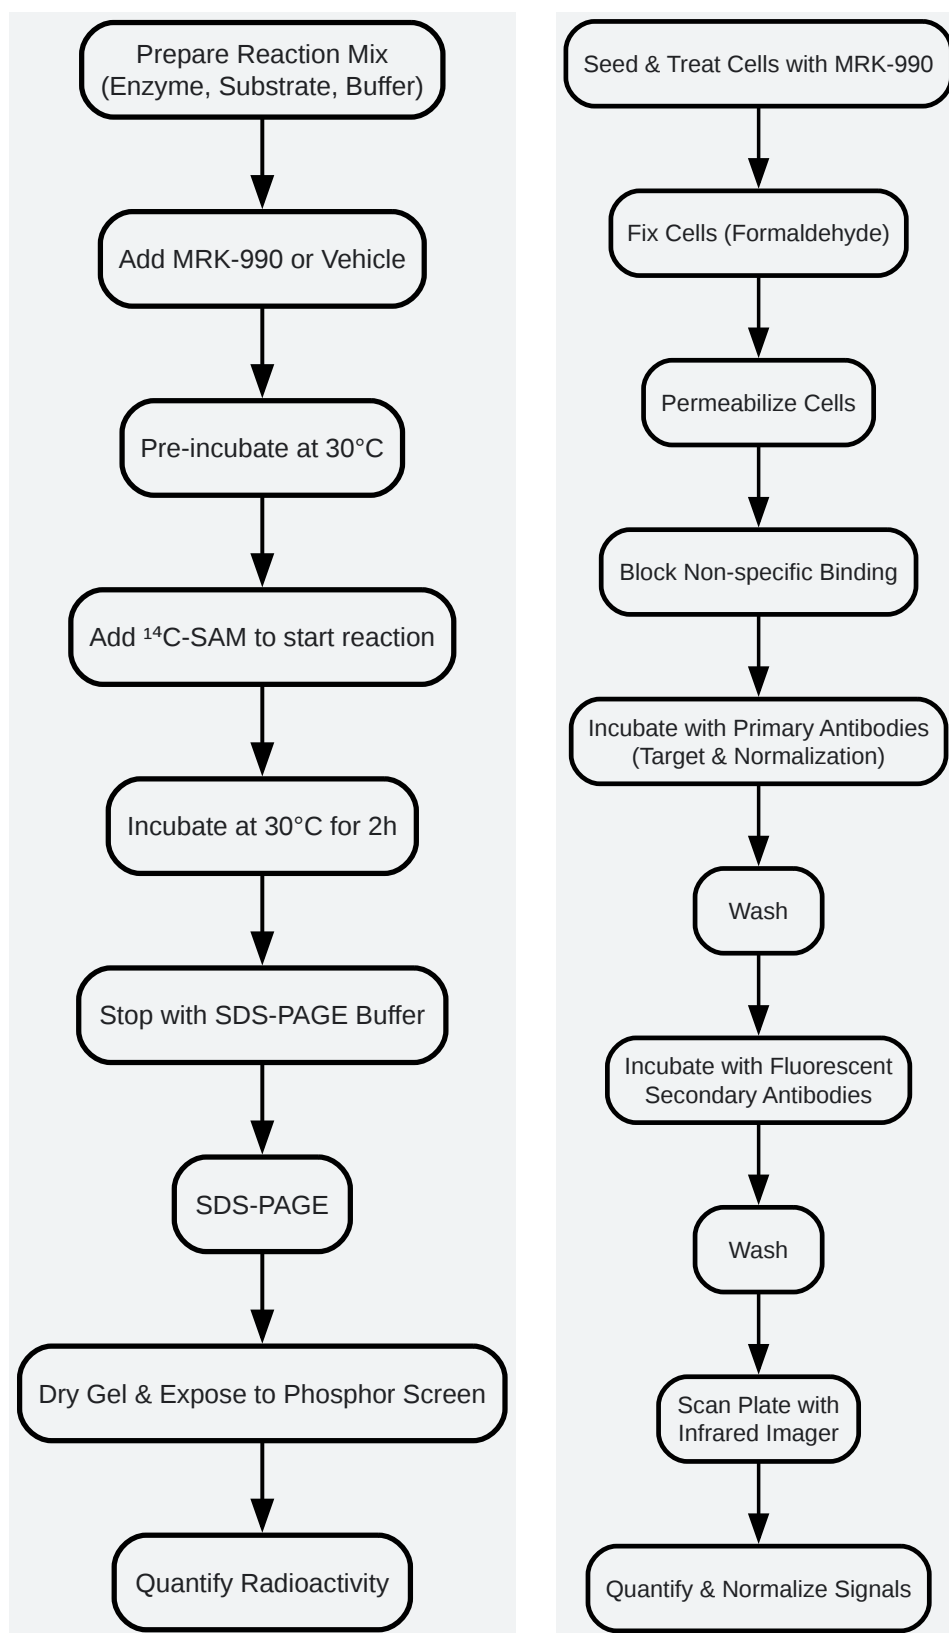 Prepare Reaction Mix
(Enzyme, Substrate, Buffer)
Add MRK-990 or Vehicle
Pre-incubate at 30°C
Add ¹⁴C-SAM to start reaction
Incubate at 30°C for 2h
Stop with SDS-PAGE Buffer
SDS-PAGE
Dry Gel & Expose to Phosphor Screen
Quantify Radioactivity
Seed & Treat Cells with MRK-990
Fix Cells (Formaldehyde)
Permeabilize Cells
Block Non-specific Binding
Incubate with Primary Antibodies
(Target & Normalization)
Wash
Incubate with Fluorescent
Secondary Antibodies
Wash
Scan Plate with
Infrared Imager
Quantify & Normalize Signals